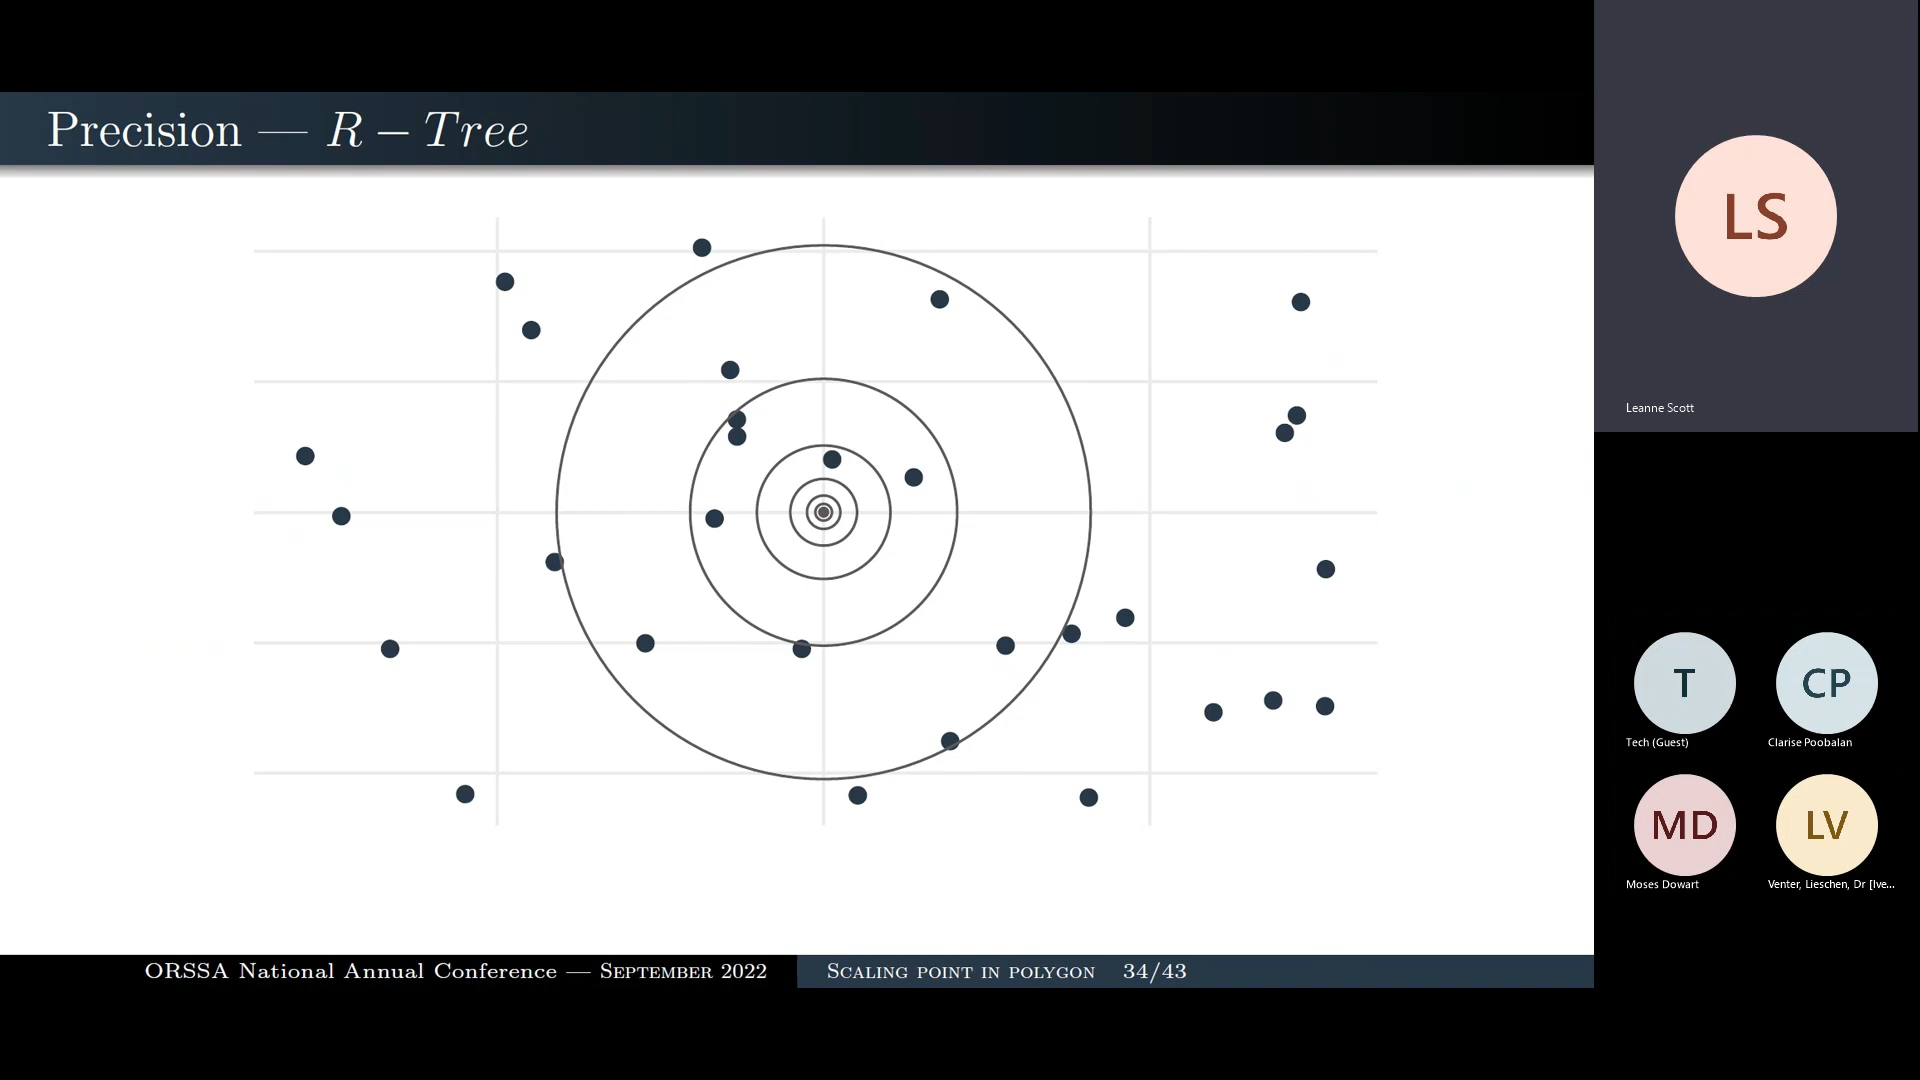 Precision — R – Tree
LS
Leanne Scott
T
CP
Tech (Guest)
Clarise Poobalan
MD
LV
Moses Dowart
Venter, Lieschen, Dr [lve...
ORSSA National Annual Conference — September 2022
Scaling point in polygon 34/43